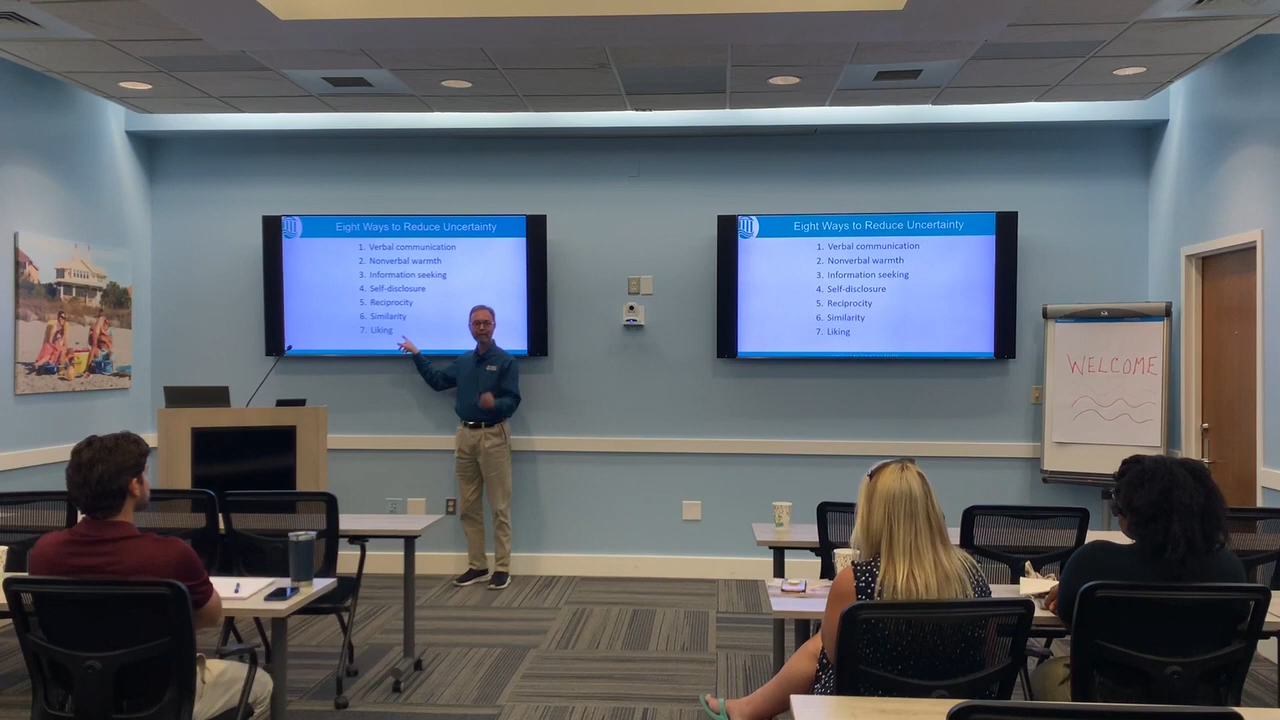 Eight Ways to Reduce Uncertainty
1. Verbal communication
2. Nonverbal warmth
3. Information seeking
4. Self-disclosure
5. Reciprocity
6. Similarity
7. Liking
Eight Ways to Reduce Uncertainty
1. Verbal communication
2. Nonverbal warmth
3. Information seeking
4. Self-disclosure
5. Reciprocity
6. Similarity
7. Liking
WELCOME